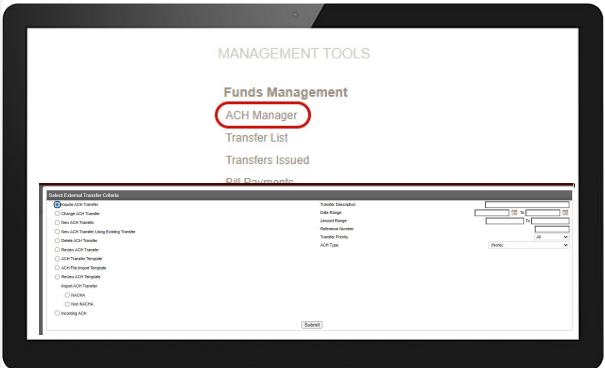 MANAGEMENT TOOLS
Funds Management
ACH Manager
Transfer List
Transfers Issued
Bill Payments
Select External Transfer Criteria
Inquire ACH Transfer
Change ACH Transfer
New ACH Transfer
New ACH Transfer Using Existing Transfer
Delete ACH Transfer
Review ACH Transfer
ACH Transfer Template
ACH File Import Template
Review ACH Template
Import ACH Transfer
NACHA
Non NACHA
Incoming ACH
Transfer Description
Date Range To
Amount Range To
Reference Number
Transfer Priority All
ACH Type (None)
Submit